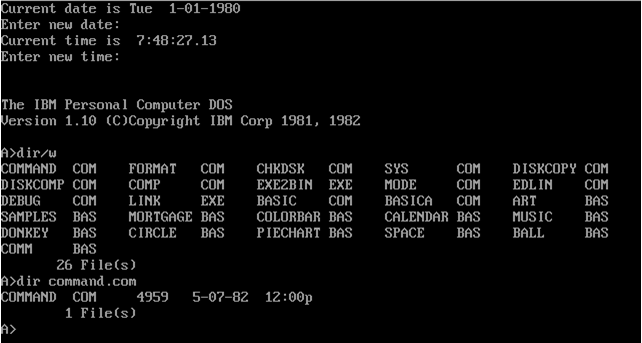 Current date is Tue  1-01-1980
Enter new date:
Current time is  7:48:27.13
Enter new time:
The IBM Personal Computer DOS
Version 1.10 (C)Copyright IBM Corp 1981, 1982
A>dir/w
COMMAND  COM    FORMAT   COM    CHKDSK   COM    SYS      COM    DISKCOPY COM
DISKCOMP COM    COMP     COM    EXE2BIN  EXE    MODE     COM    EDLIN    COM
DEBUG    COM    LINK     EXE    BASIC    COM    BASICA   COM    ART      BAS
SAMPLES  BAS    MORTGAGE BAS    COLORBAR BAS    CALENDAR BAS    MUSIC    BAS
DONKEY   BAS    CIRCLE   BAS    PIECHART BAS    SPACE    BAS    BALL     BAS
COMM     BAS
       26 File(s)
A>dir command.com
COMMAND  COM     4959   5-07-82  12:00p
        1 File(s)
A>